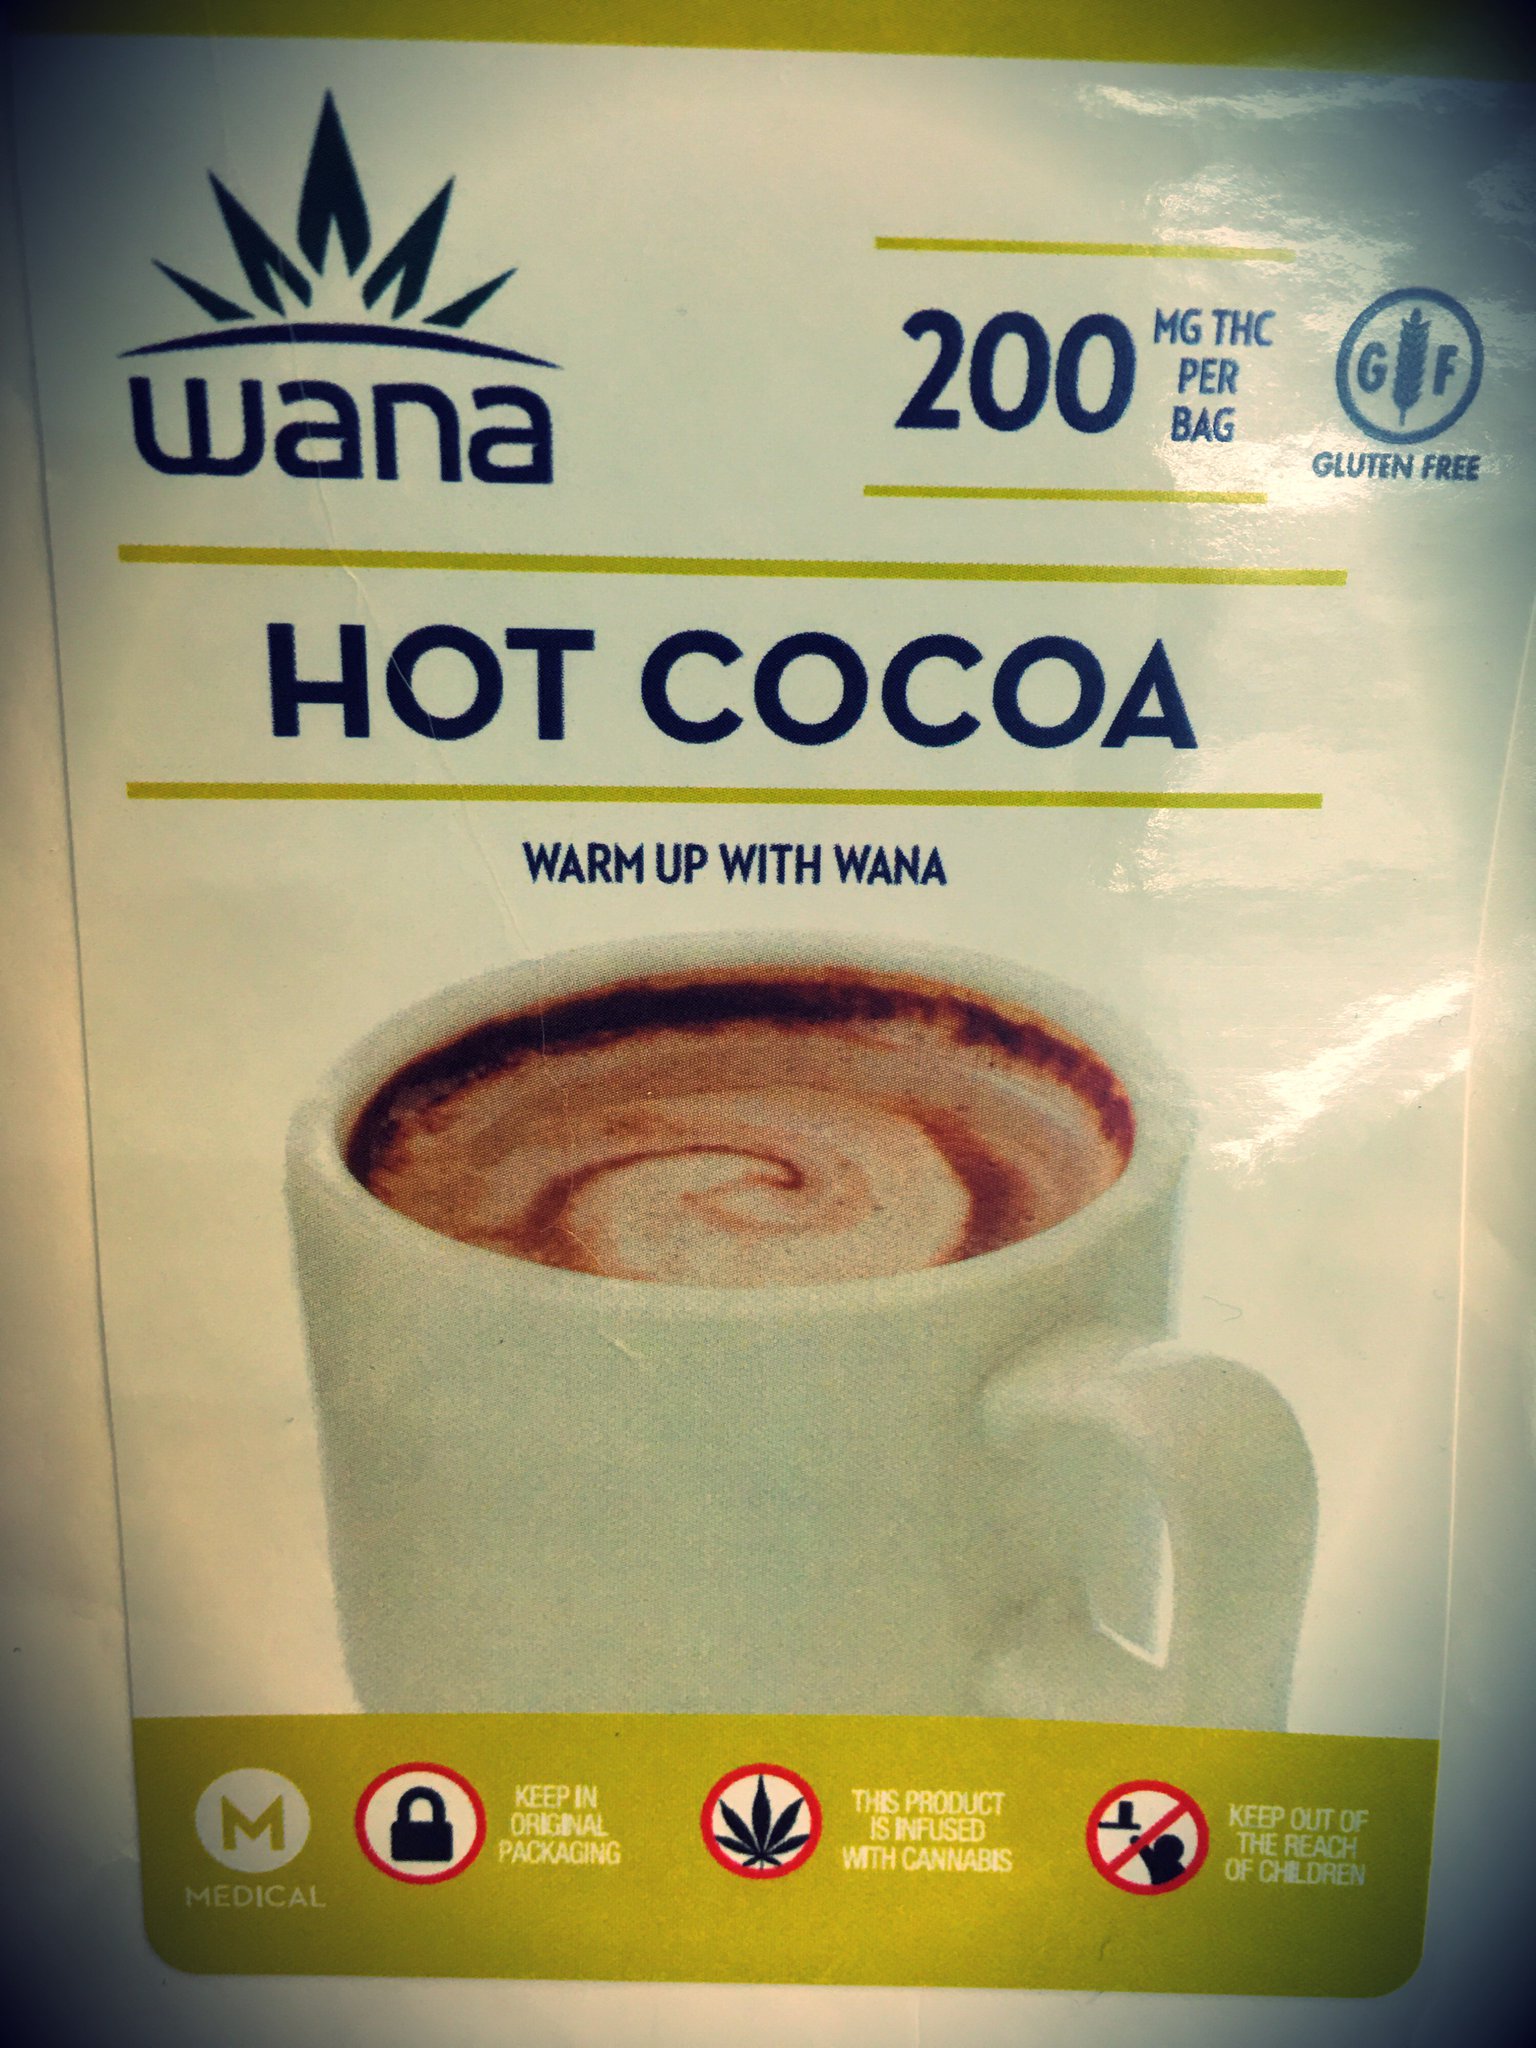 wana
200
MG THC
PER
BAG
G F
GLUTEN FREE
HOT COCOA
WARM UP WITH WANA
M
MEDICAL
KEEP IN
ORIGINAL
PACKAGING
THIS PRODUCT
IS INFUSED
WITH CANNABIS
KEEP OUT OF
THE REACH
OF CHILDREN